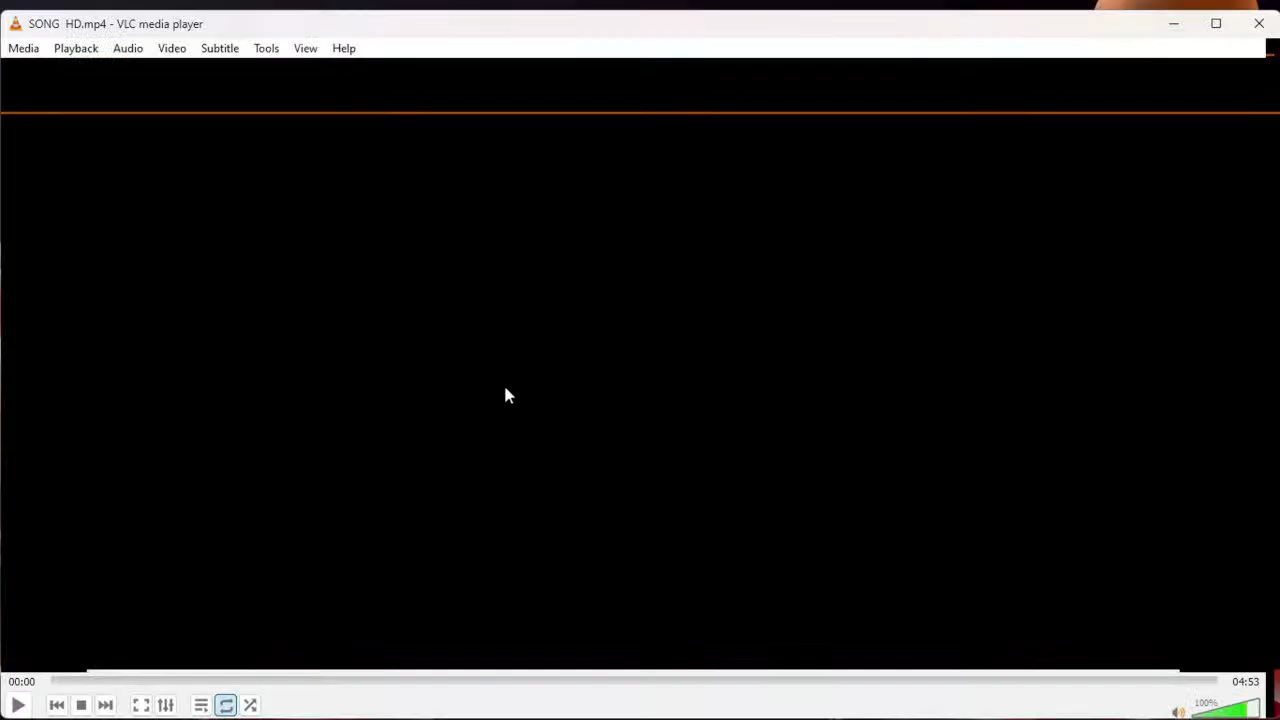 SONG  HD.mp4 - VLC media player
Media Playback Audio Video Subtitle Tools View Help
00:00 04:53
100%